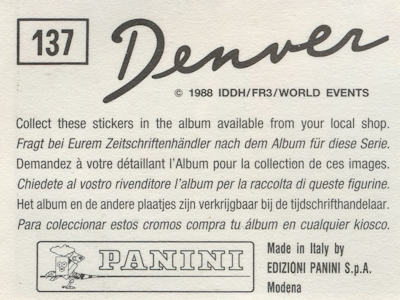 137
Denver
© 1988 IDDH/FR3/WORLD EVENTS
Collect these stickers in the album available from your local shop.
Fragt bei Eurem Zeitschriftenhändler nach dem Album für diese Serie.
Demandez à votre détaillant l'Album pour la collection de ces images.
Chiedete al vostro rivenditore l'album per la raccolta di queste figurine.
Het album en de andere plaatjes zijn verkrijgbaar bij de tijdschrifthandelaar.
Para coleccionar estos cromos compra tu álbum en cualquier kiosco.
PANINI
Made in Italy by
EDIZIONI PANINI S.p.A.
Modena